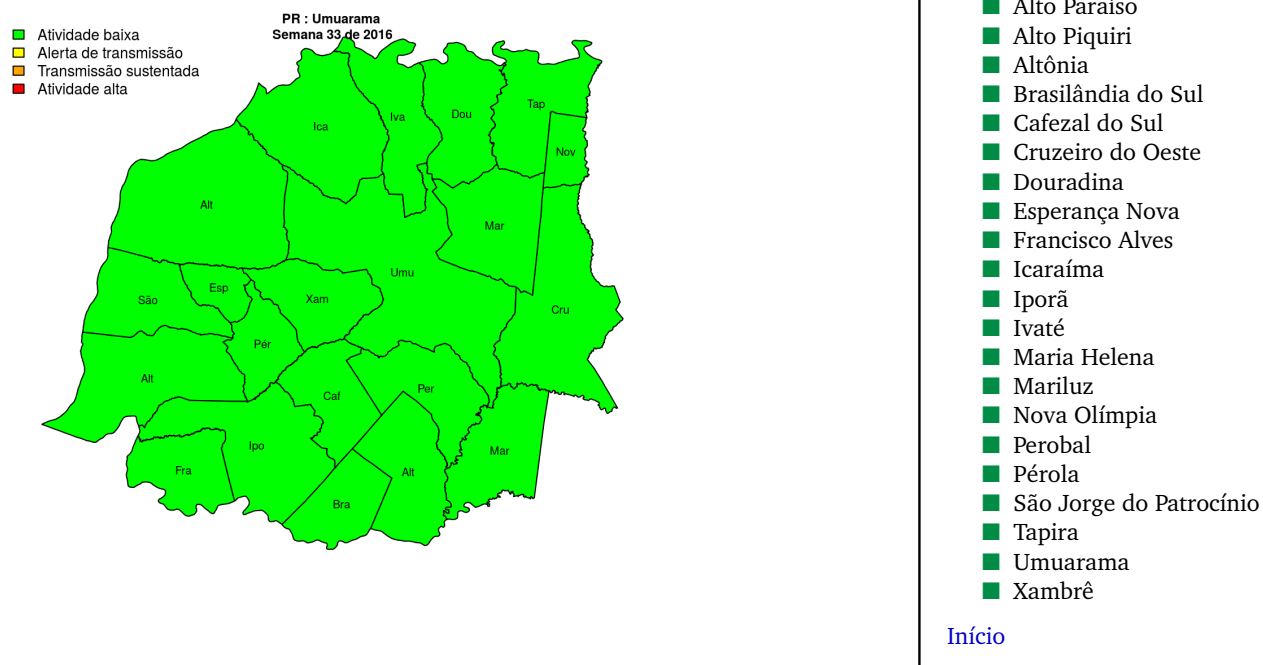 PR : Umuarama
Semana 33 de 2016
Atividade baixa
Alerta de transmissão
Transmissão sustentada
Atividade alta
Ica
Iva
Dou
Tap
Nov
Alt
Mar
Umu
São
Esp
Xam
Cru
Pér
Alt
Caf
Per
Ipo
Mar
Fra
Alt
Bra
Alto Paraíso
Alto Piquiri
Altônia
Brasilândia do Sul
Cafezal do Sul
Cruzeiro do Oeste
Douradina
Esperança Nova
Francisco Alves
Icaraíma
Iporã
Ivaté
Maria Helena
Mariluz
Nova Olímpia
Perobal
Pérola
São Jorge do Patrocínio
Tapira
Umuarama
Xambrê
Início